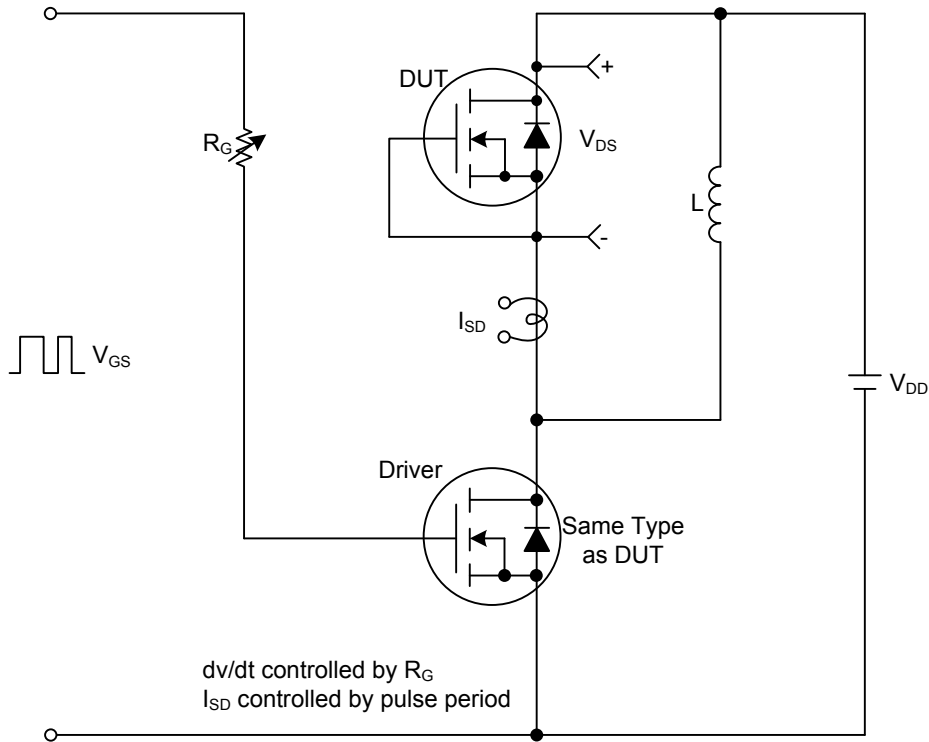 DUT
+
R_G
V_DS
L
-
I_SD
V_GS
V_DD
Driver
Same Type
as DUT
dv/dt controlled by R_G
I_SD controlled by pulse period